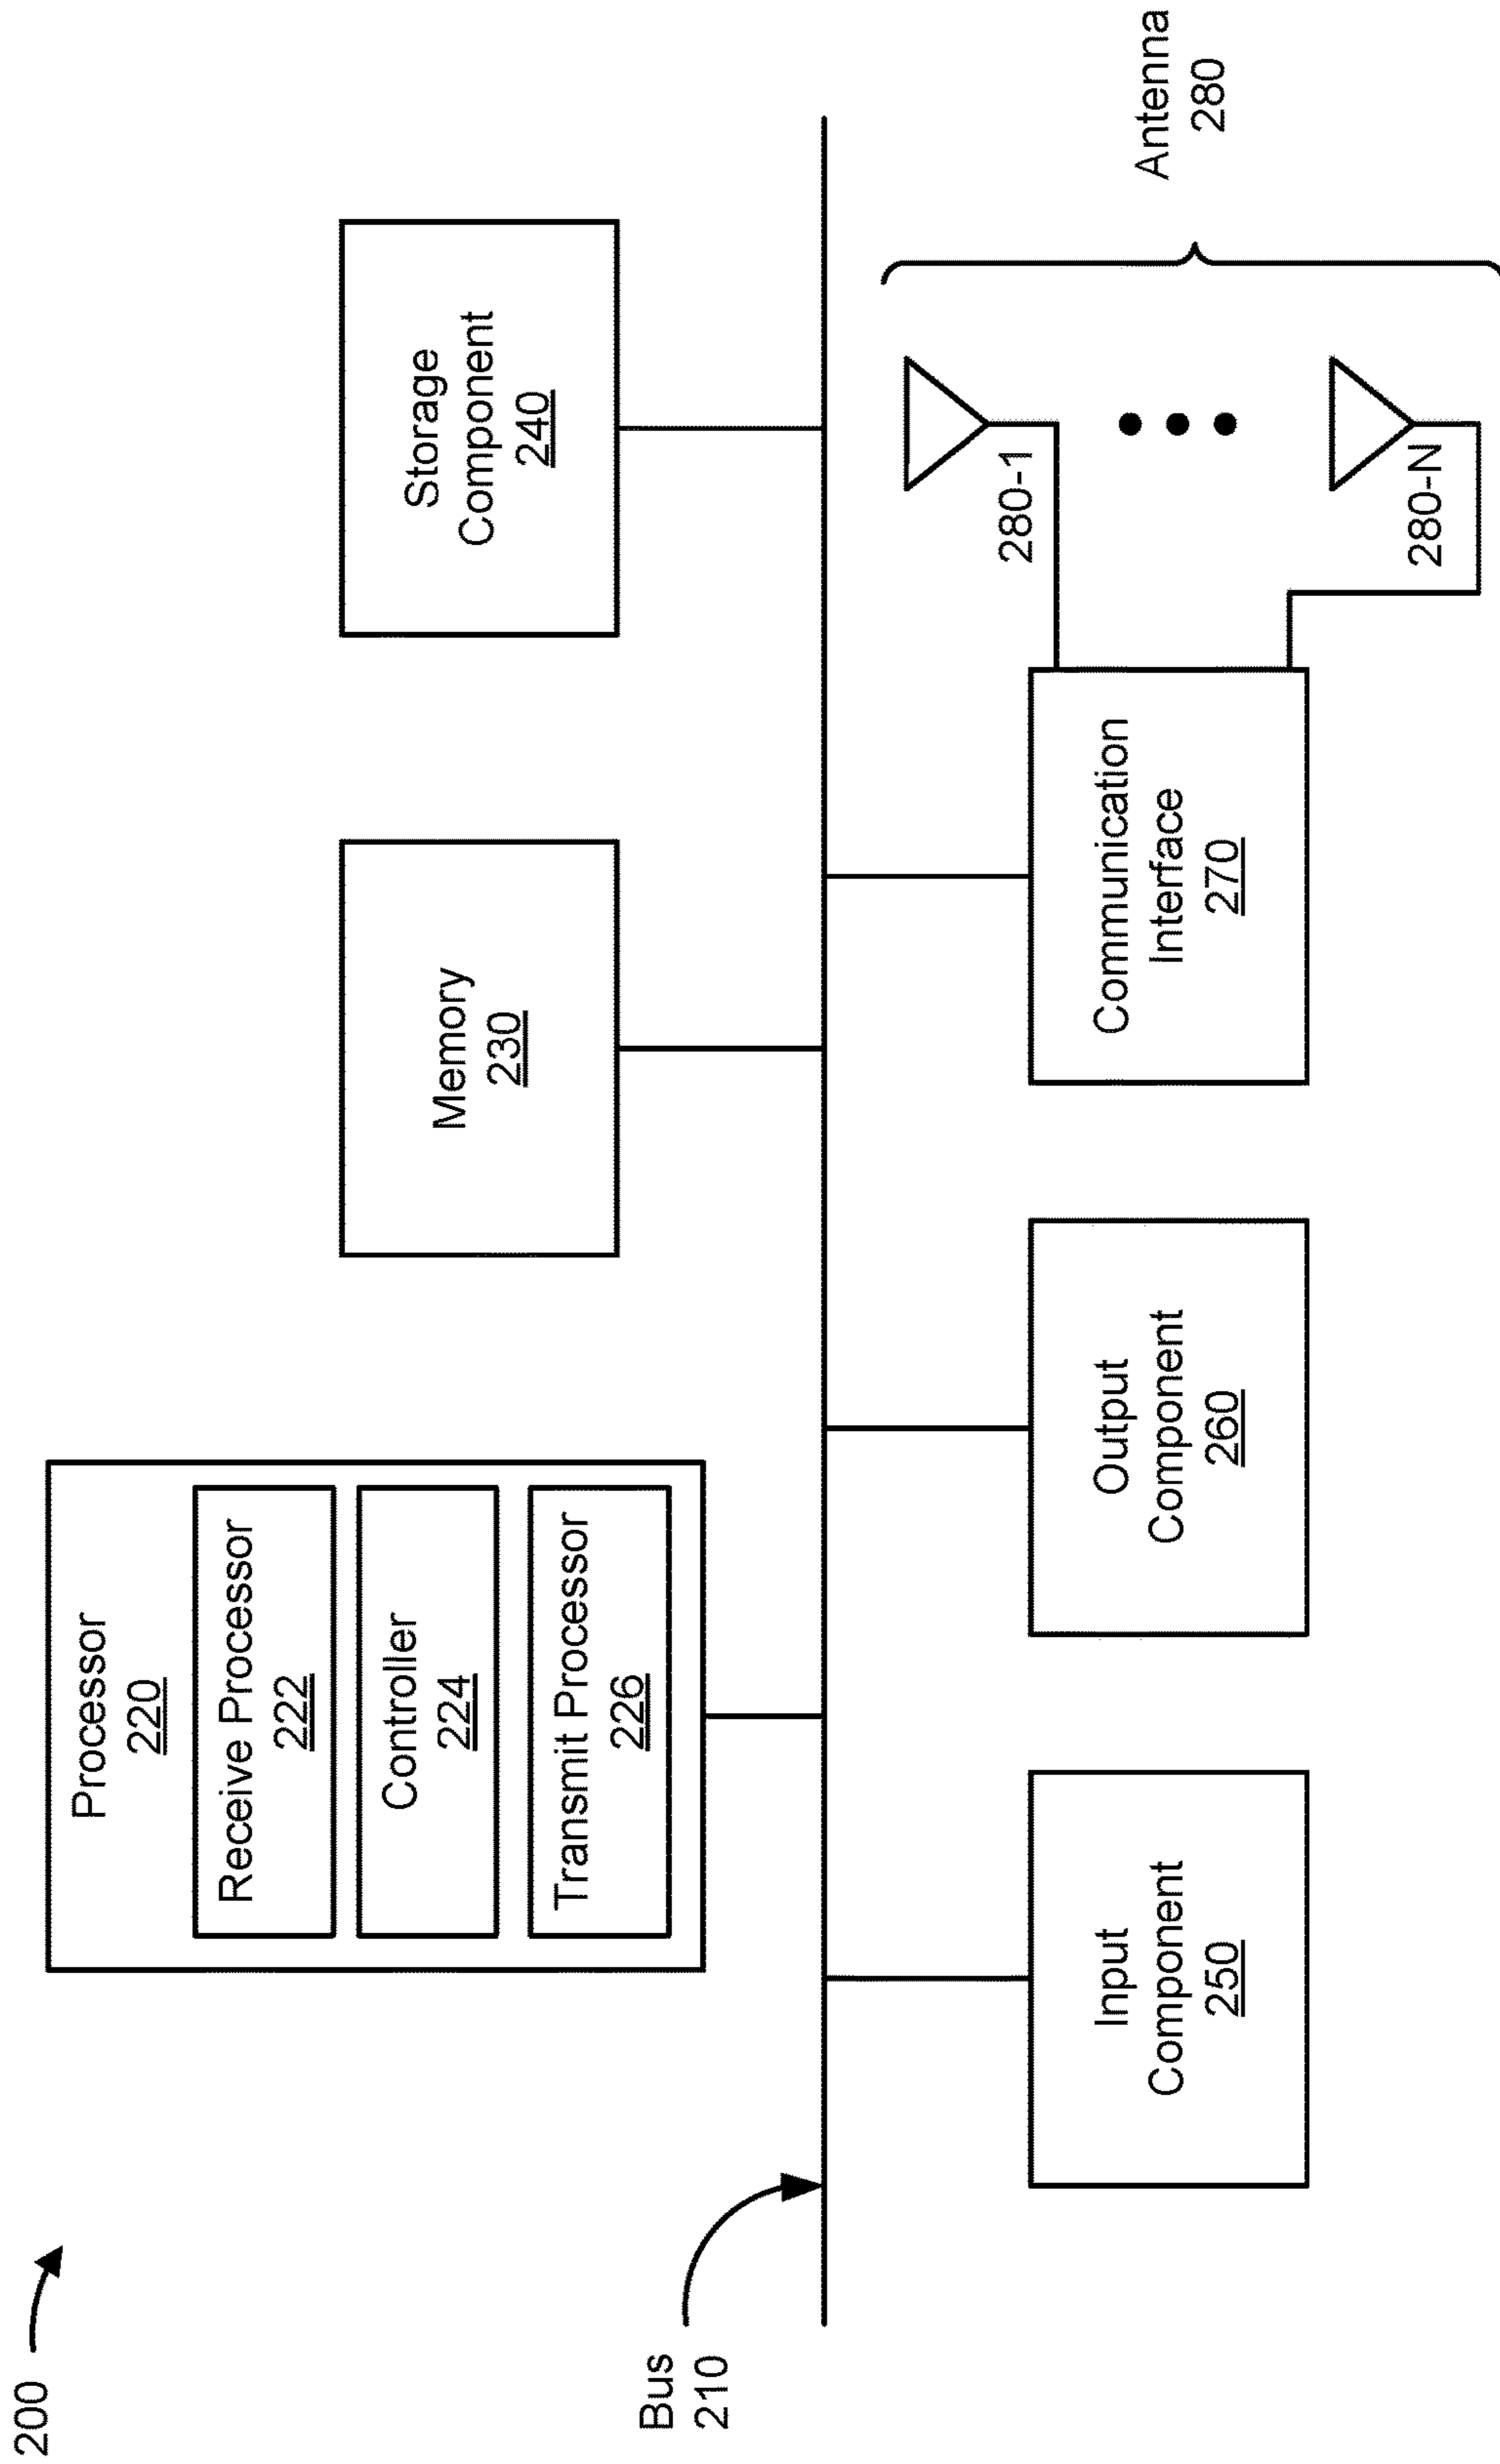 200
Processor
220
Receive Processor
222
Controller
224
Transmit Processor
226
Memory
230
Storage
Component
240
Bus
210
Input
Component
250
Output
Component
260
Communication
Interface
270
280-1
280-N
Antenna
280